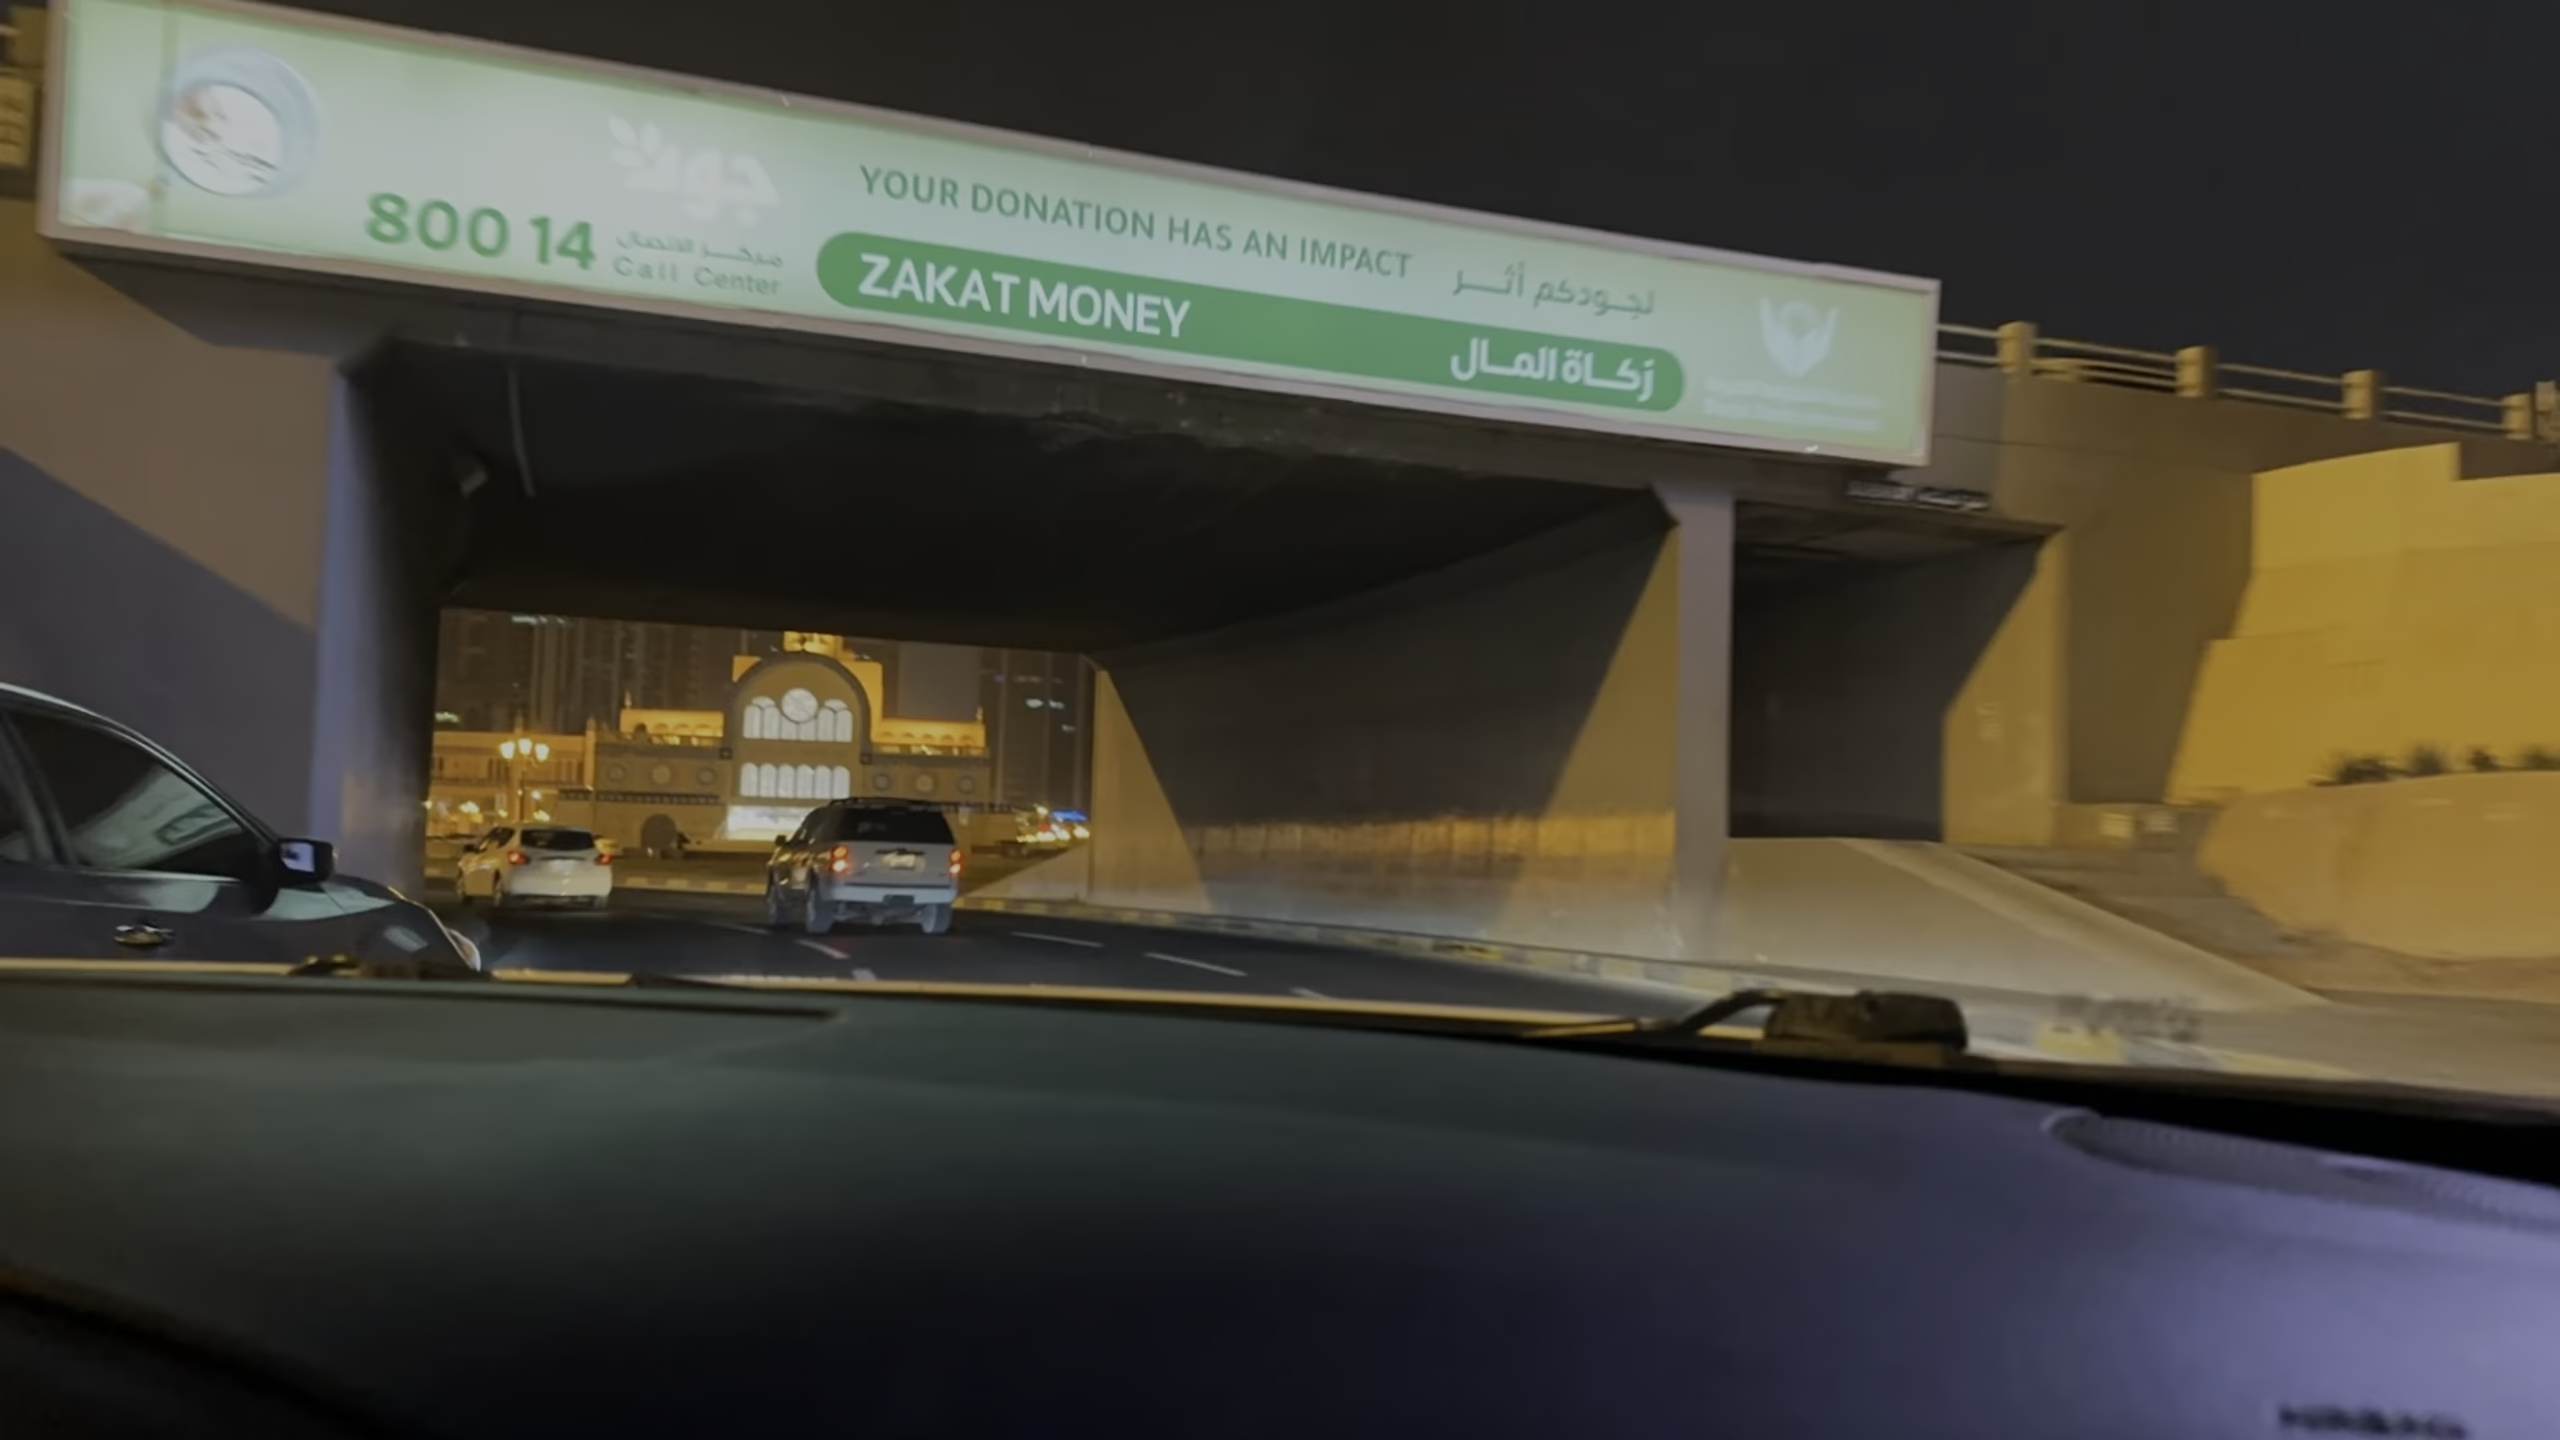 جود
YOUR DONATION HAS AN IMPACT
لجودكم أثر
800 14
مركز الاتصال
Call Center
ZAKAT MONEY
زكاة المال